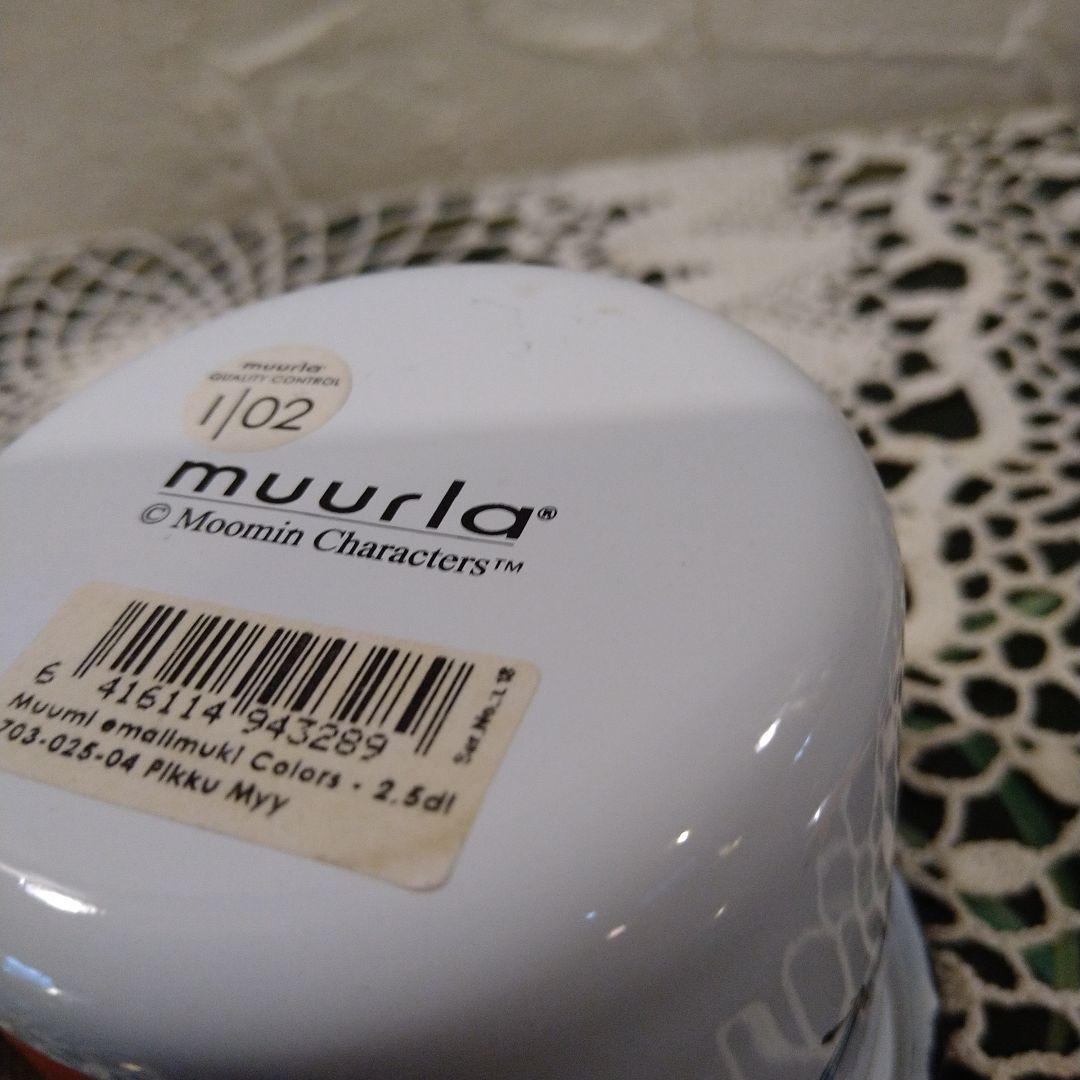 muurla
QUALITY CONTROL
1/02
muurla®
© Moomin Characters™
6 416114 943289
Muumi emalimuki Colors · 2.5dl
703-025-04 Pikku Myy